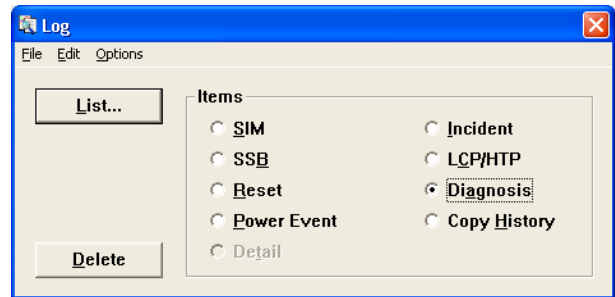 Log
File Edit Options
List...
Items
SIM
Incident
SSB
LCP/HTP
Reset
Diagnosis
Power Event
Copy History
Detail
Delete